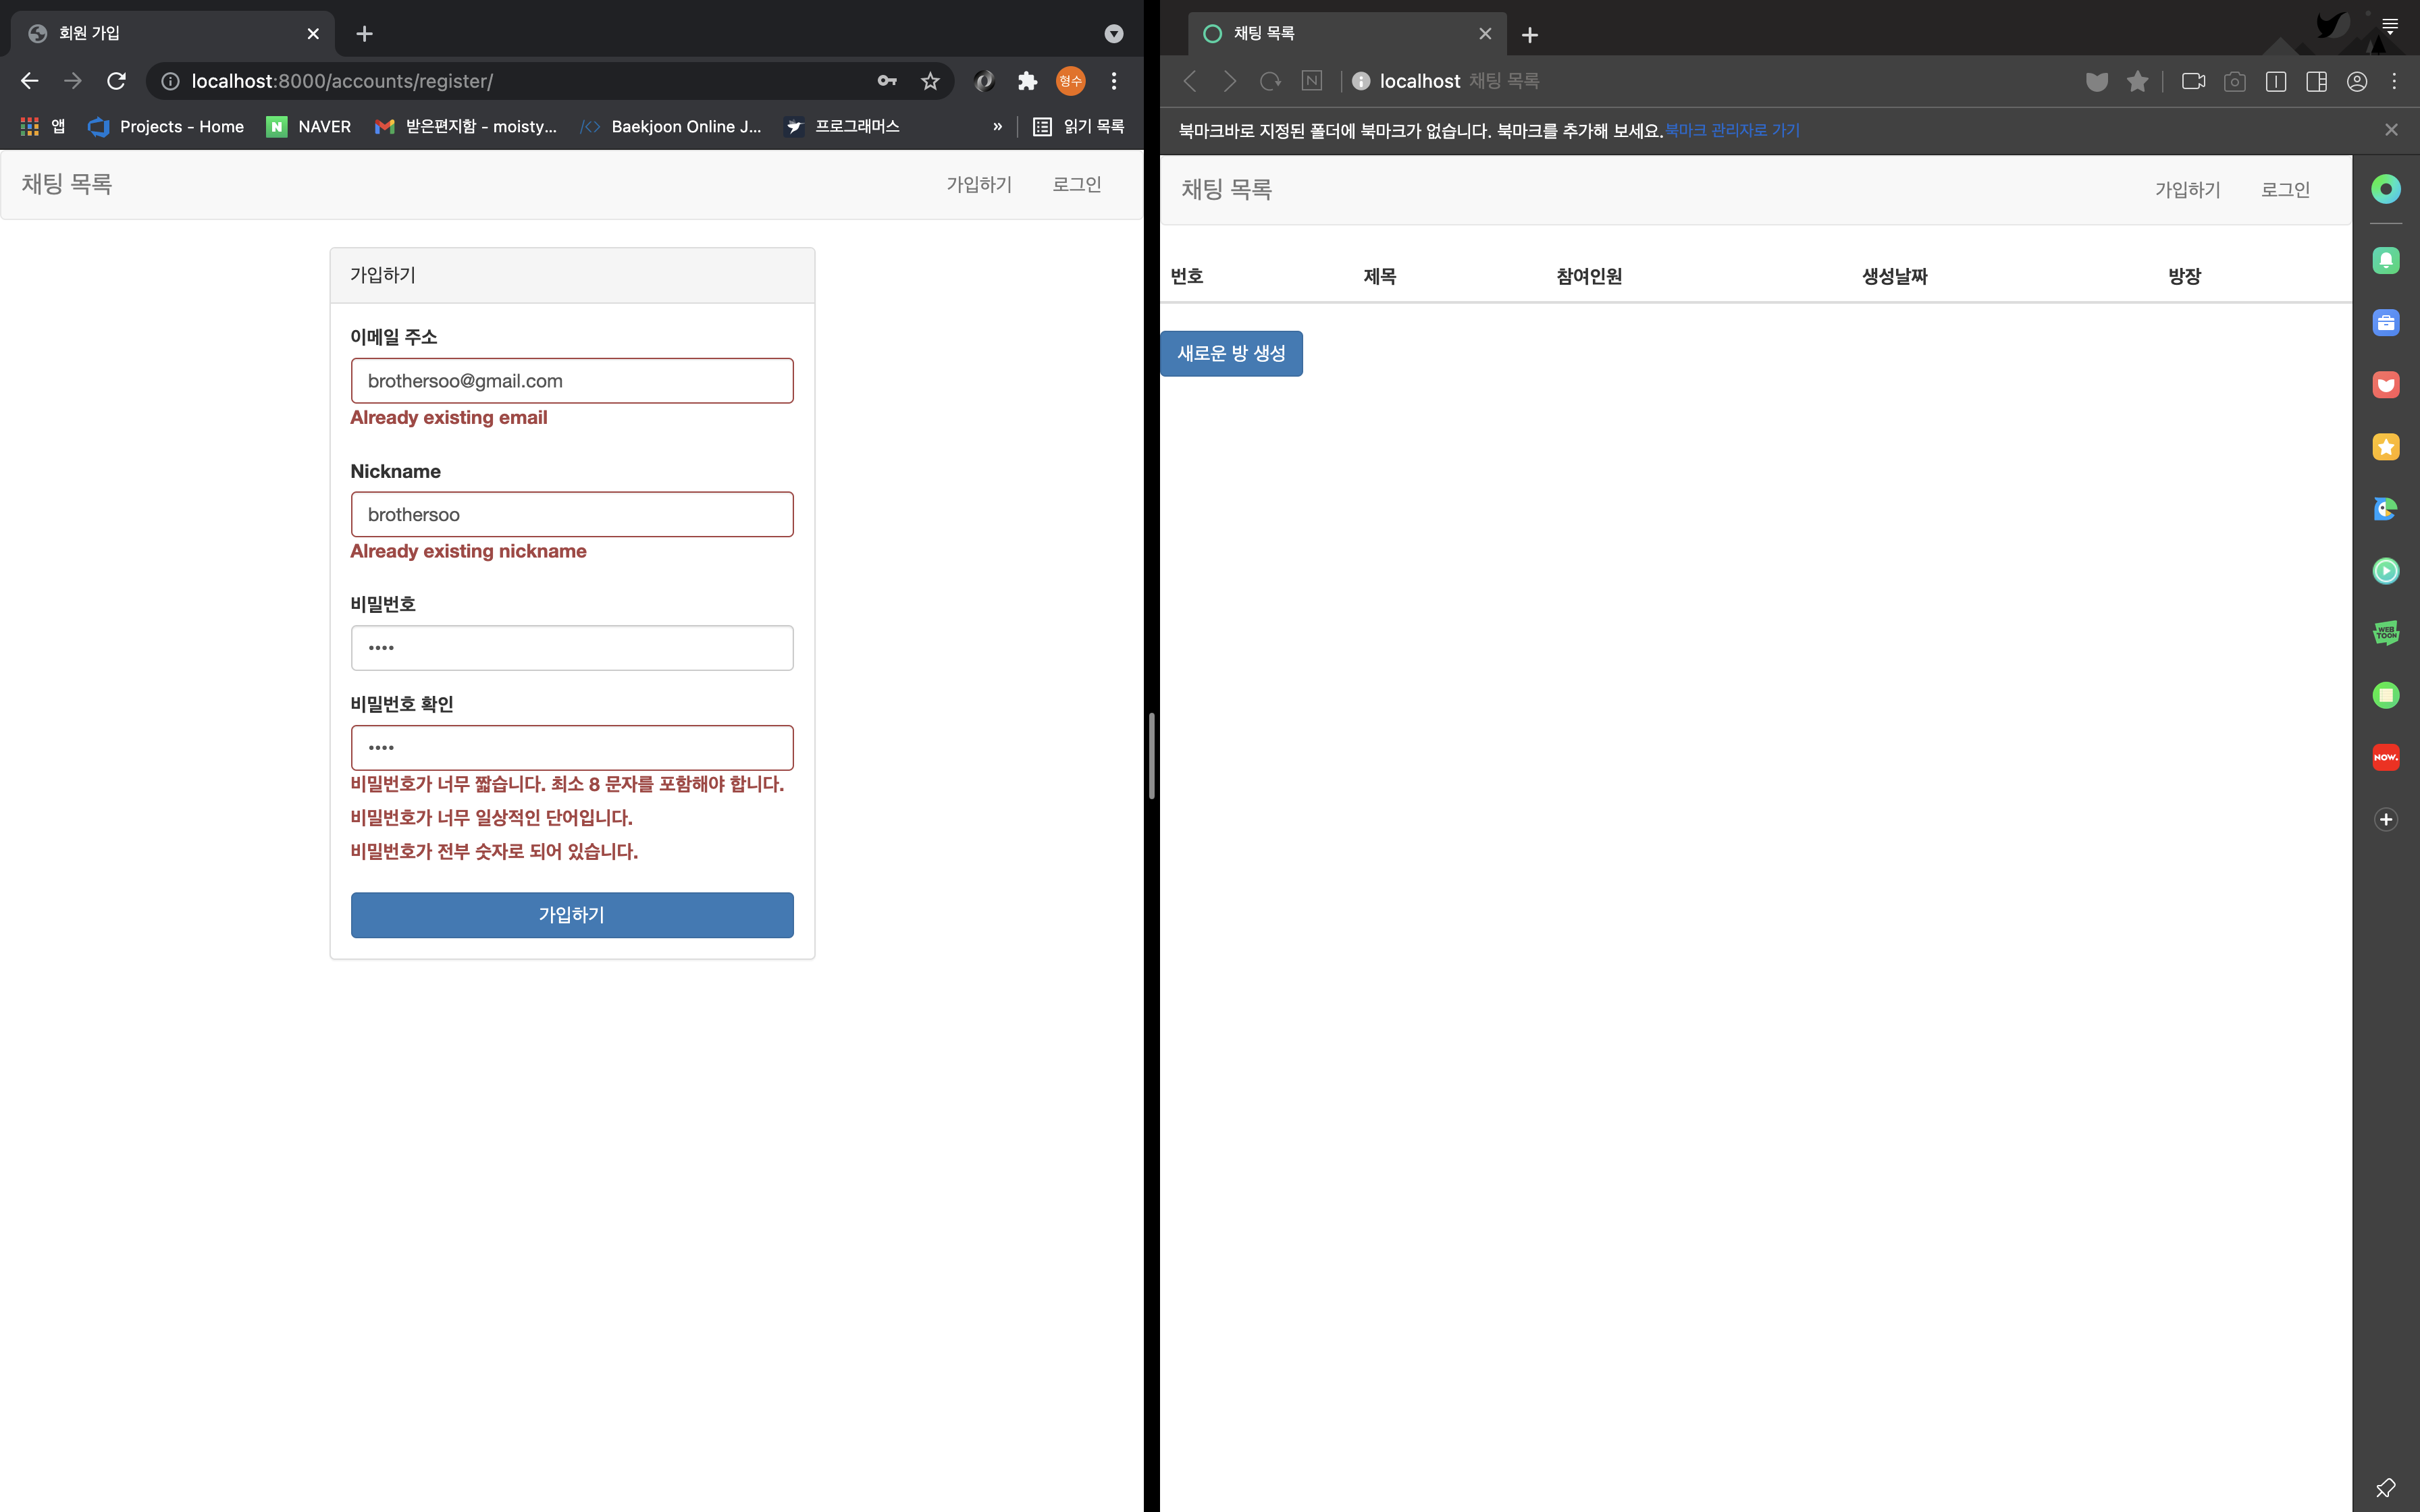 회원 가입
localhost:8000/accounts/register/
형수
앱 Projects - Home N NAVER 받은편지함 - moisty... Baekjoon Online J... 프로그래머스 » 읽기 목록
채팅 목록 가입하기 로그인
가입하기
이메일 주소
brothersoo@gmail.com
Already existing email
Nickname
brothersoo
Already existing nickname
비밀번호
••••
비밀번호 확인
••••
비밀번호가 너무 짧습니다. 최소 8 문자를 포함해야 합니다.
비밀번호가 너무 일상적인 단어입니다.
비밀번호가 전부 숫자로 되어 있습니다.
가입하기
채팅 목록
N localhost 채팅 목록
북마크바로 지정된 폴더에 북마크가 없습니다. 북마크를 추가해 보세요.북마크 관리자로 가기
채팅 목록 가입하기 로그인
번호 제목 참여인원 생성날짜 방장
새로운 방 생성
WEB
TOON
NOW.